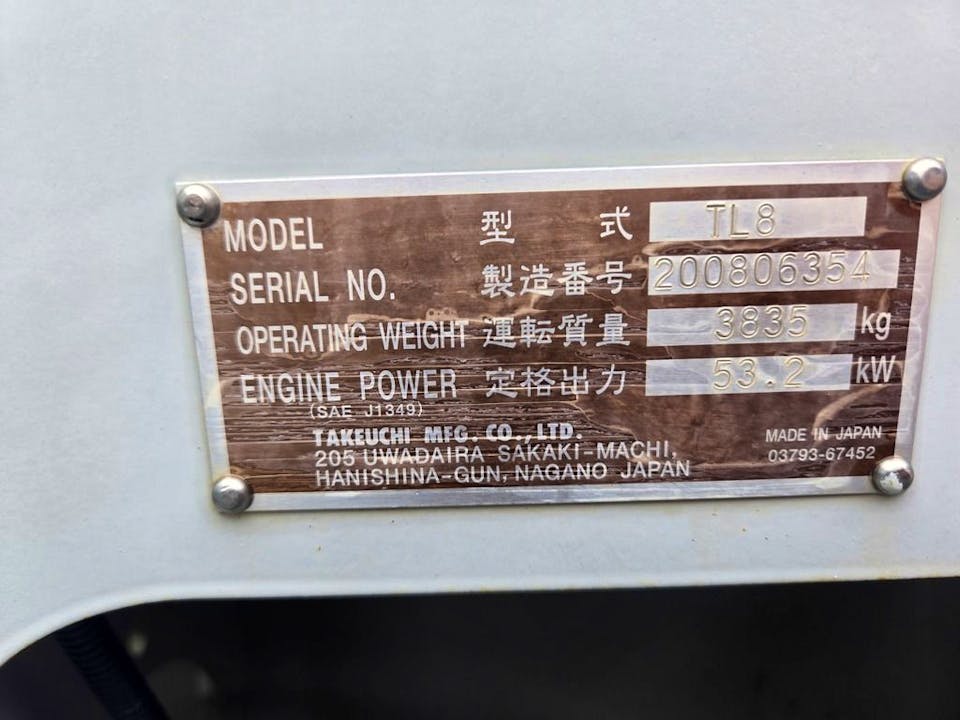 MODEL 型 式 TL8
SERIAL NO. 製造番号 200806354
OPERATING WEIGHT 運転質量 3835 kg
ENGINE POWER 定格出力 53.2 kW
(SAE J1349)
TAKEUCHI MFG. CO., LTD.
205 UWADAIRA SAKAKI-MACHI,
HANISHINA-GUN, NAGANO JAPAN
MADE IN JAPAN
03793-67452